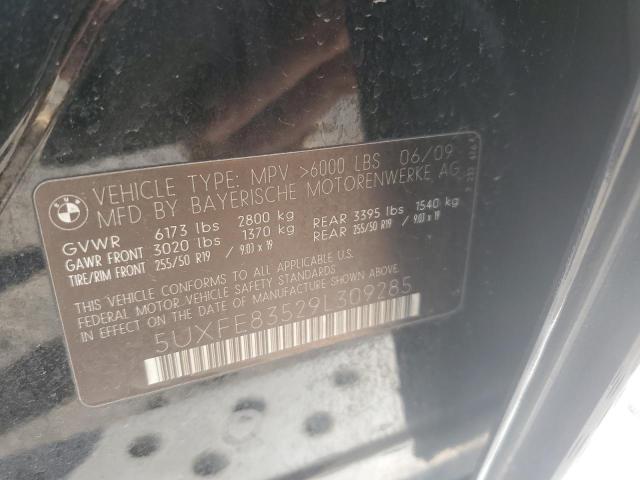 BMW
VEHICLE TYPE: MPV >6000 LBS 06/09
MFD BY BAYERISCHE MOTORENWERKE AG
GVWR 6173 lbs 2800 kg
GAWR FRONT 3020 lbs 1370 kg REAR 3395 lbs 1540 kg
TIRE/RIM FRONT 255/50 R19 / 9.0J x 19 REAR 255/50 R19 / 9.0J x 19
THIS VEHICLE CONFORMS TO ALL APPLICABLE
FEDERAL MOTOR VEHICLE SAFETY STANDARDS
IN EFFECT ON THE DATE OF MANUFACTURE
5UXFE83529L309285